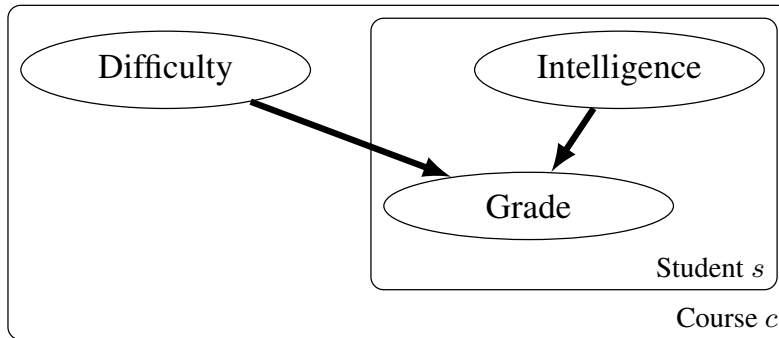 Difficulty
Intelligence
Grade
Student s
Course c